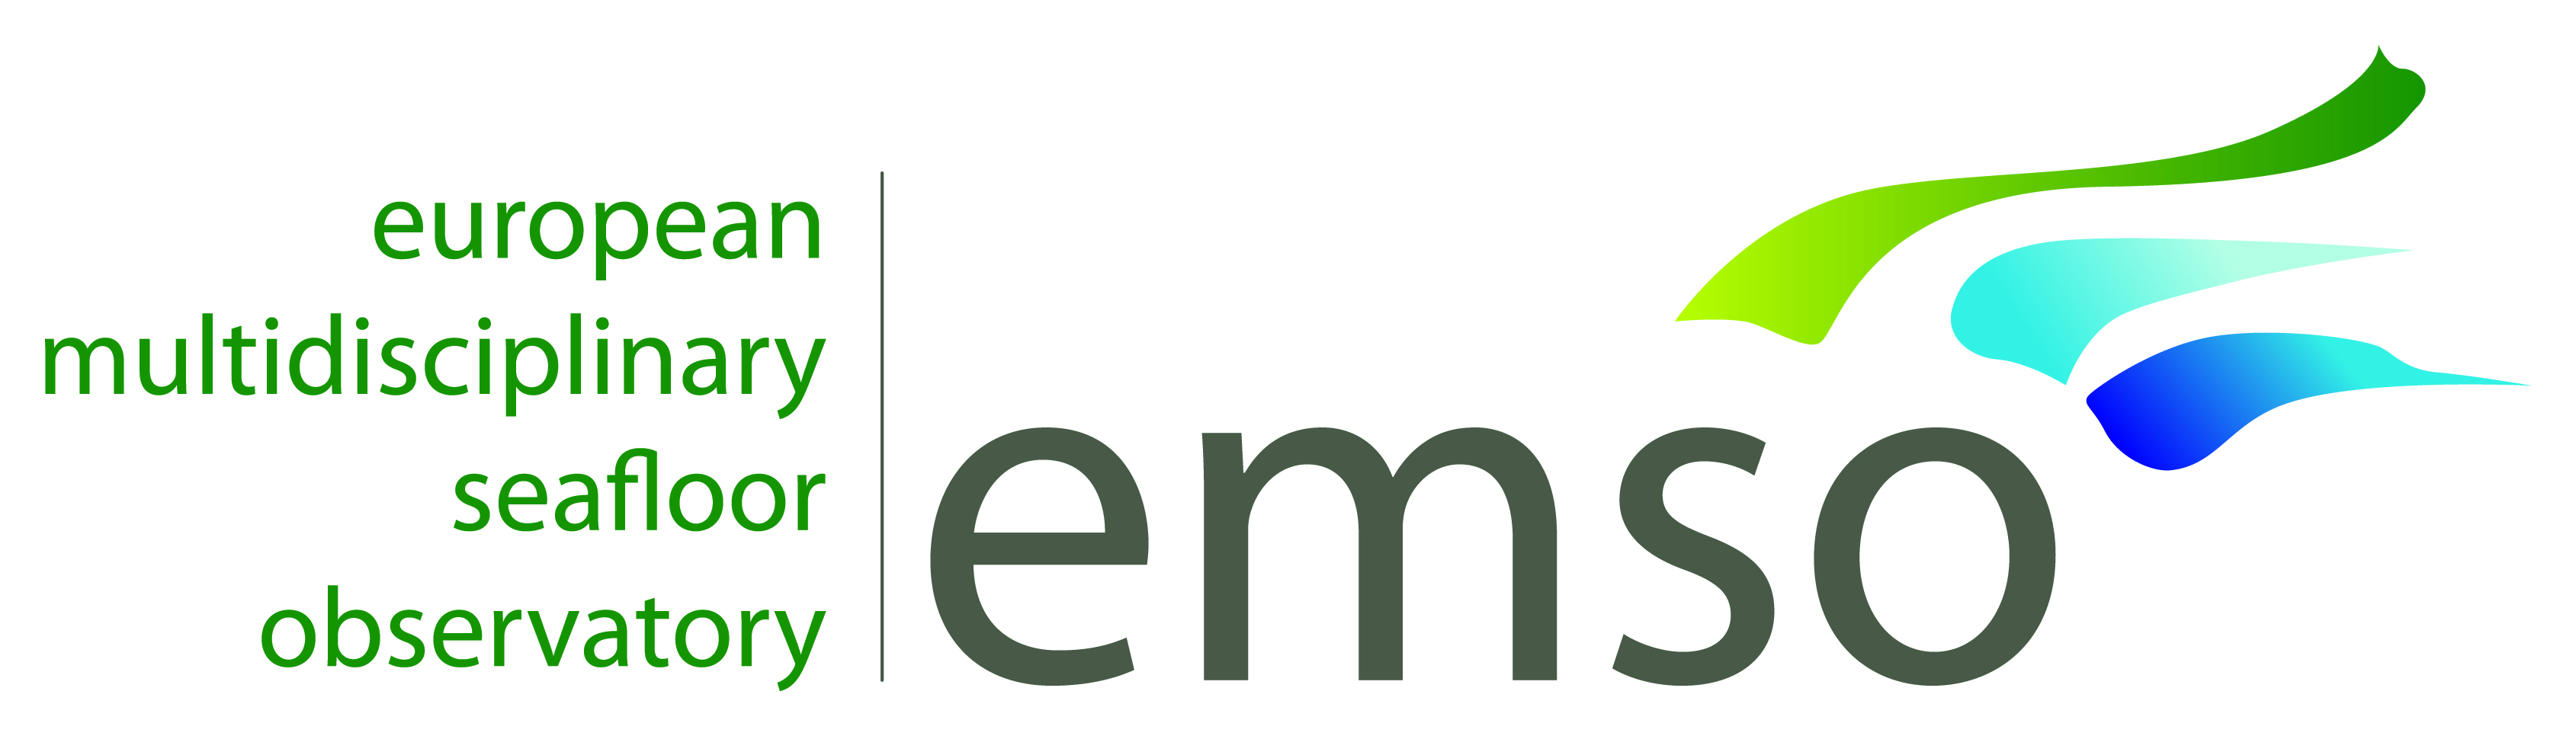 european
multidisciplinary
seafloor
observatory
emso